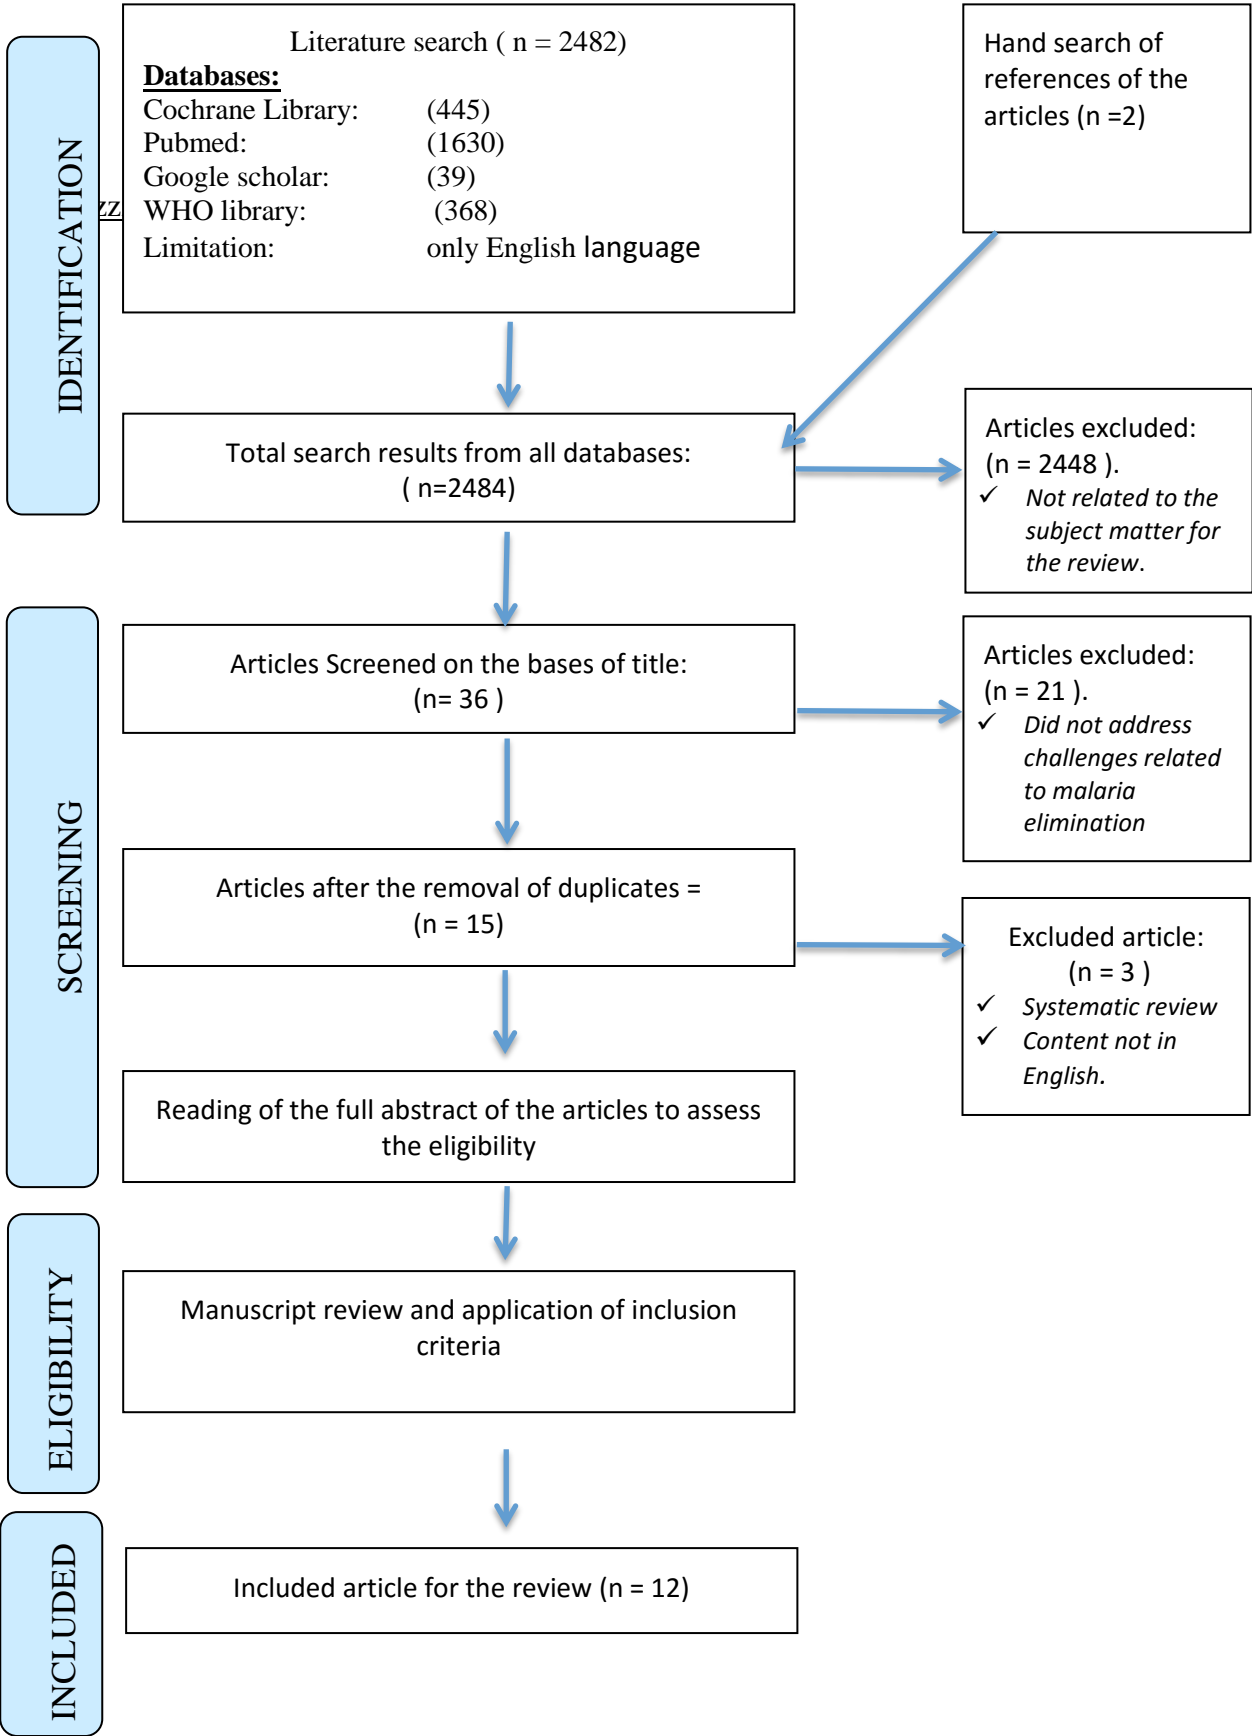 IDENTIFICATION
Literature search ( n = 2482)
Databases:
Cochrane Library: (445)
Pubmed: (1630)
Google scholar: (39)
zz
WHO library: (368)
Limitation: only English language
Hand search of
references of the
articles (n =2)
Total search results from all databases:
( n=2484)
Articles excluded:
(n = 2448 ).
✓ Not related to the
subject matter for
the review.
SCREENING
Articles Screened on the bases of title:
(n= 36 )
Articles excluded:
(n = 21 ).
✓ Did not address
challenges related
to malaria
elimination
Articles after the removal of duplicates =
(n = 15)
Excluded article:
(n = 3 )
✓ Systematic review
✓ Content not in
English.
Reading of the full abstract of the articles to assess
the eligibility
ELIGIBILITY
Manuscript review and application of inclusion
criteria
INCLUDED
Included article for the review (n = 12)